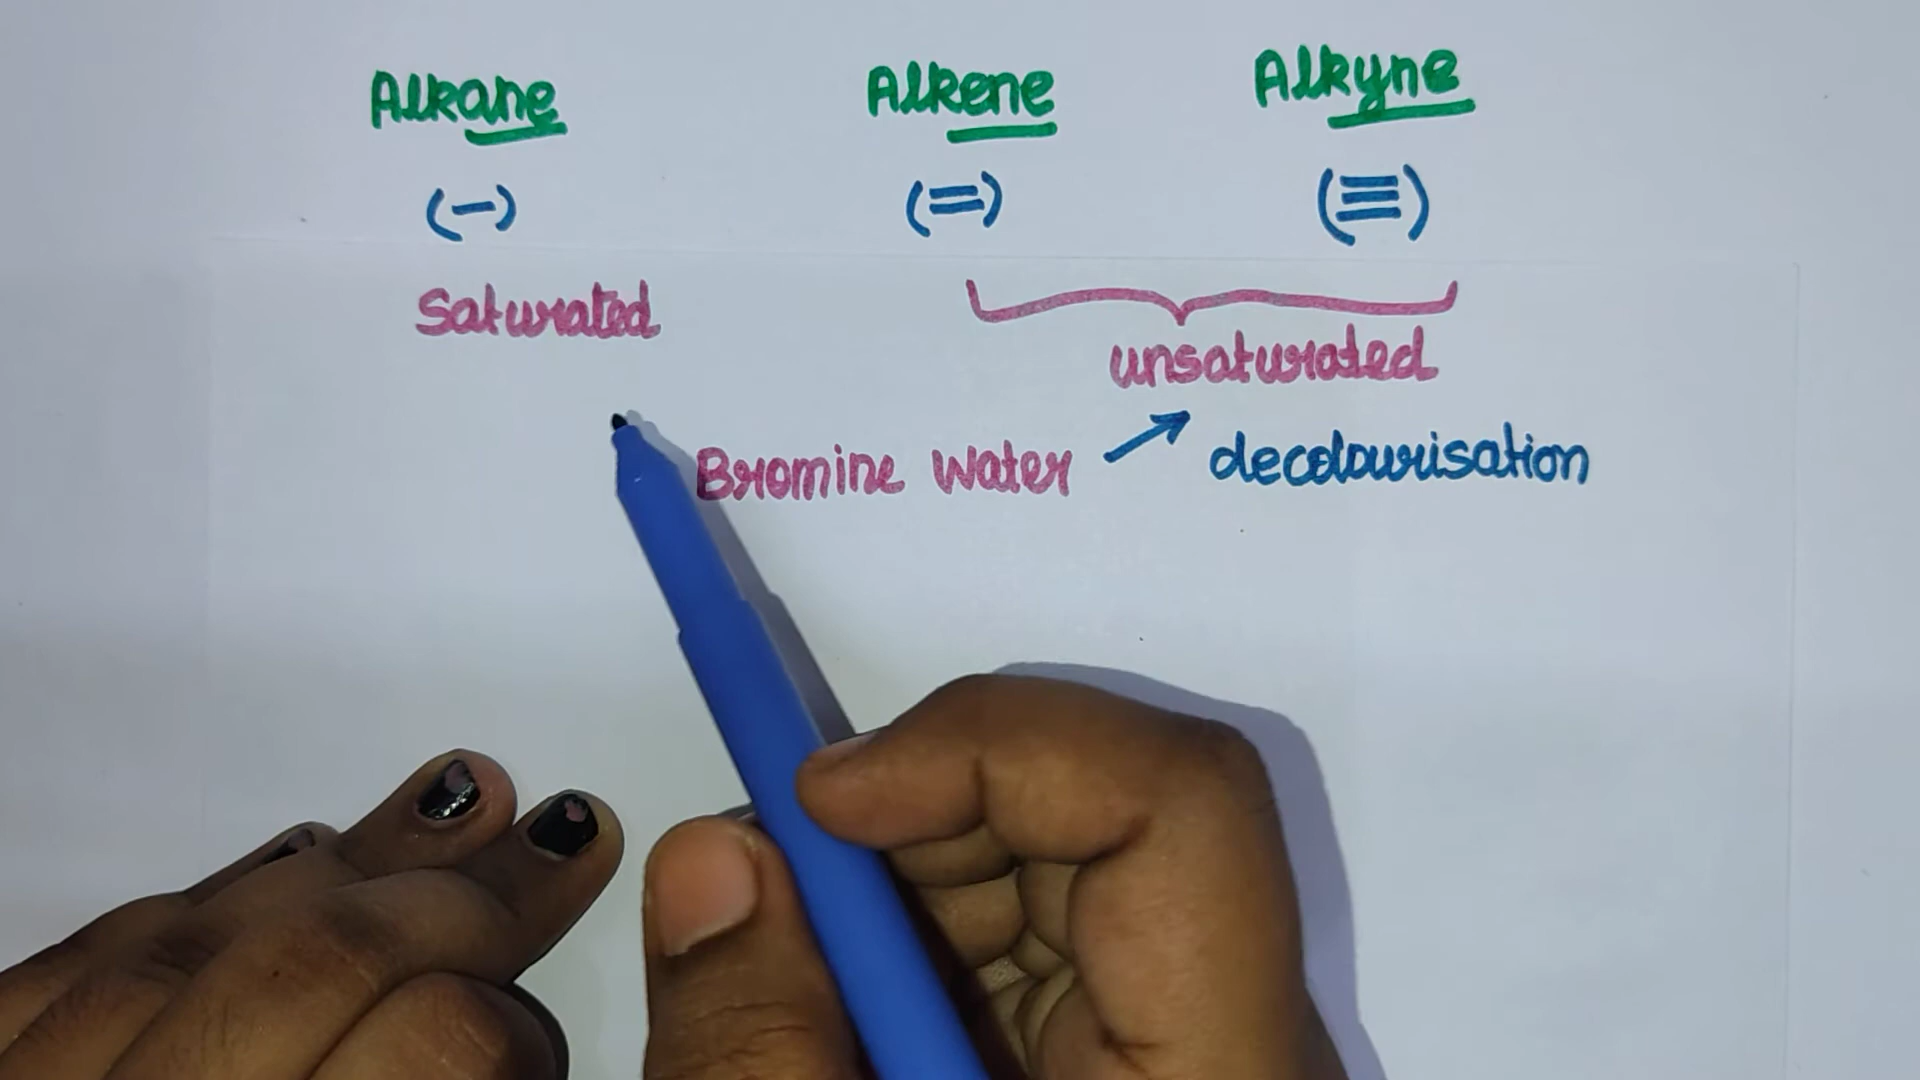 Alkane Alkene Alkyne
(-) (=) (≡)
Saturated
unsaturated
Bromine Water ↗ decolourisation